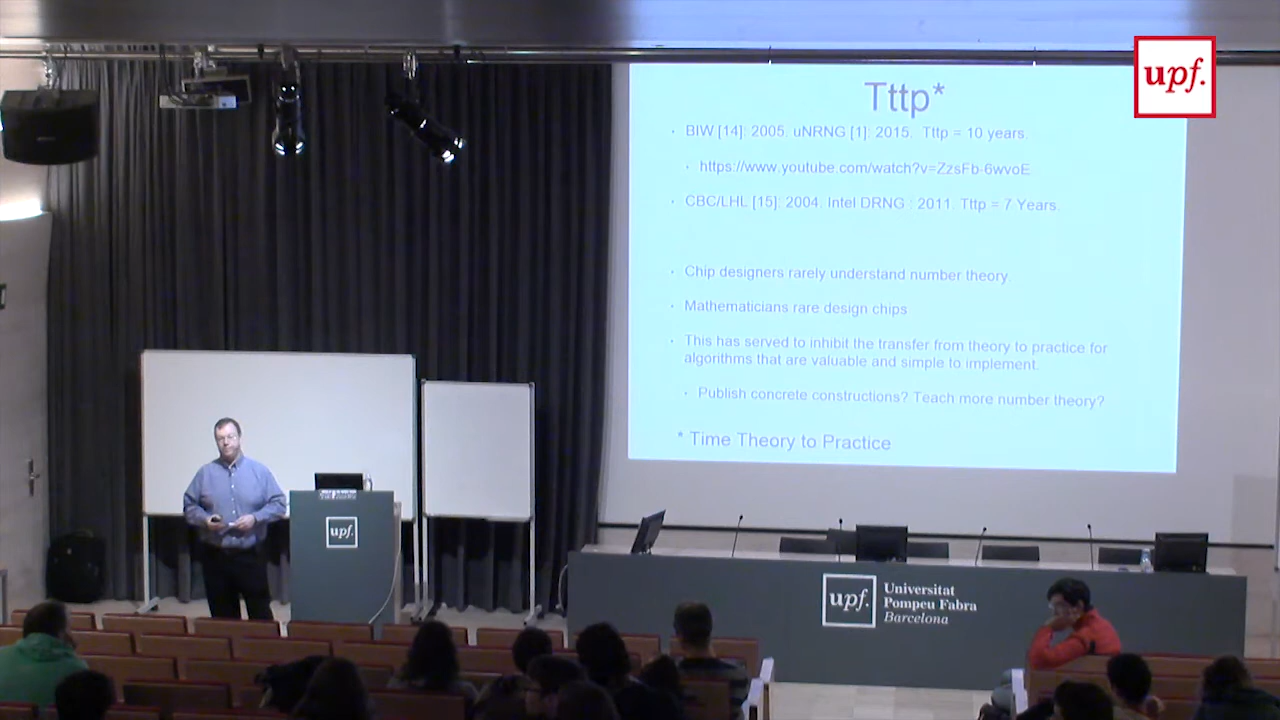 upf.
Tttp*
BIW [14]: 2005. uNRNG [1]: 2015. Tttp = 10 years.
https://www.youtube.com/watch?v=ZzsFb-6wvoE
CBC/LHL [15]: 2004. Intel DRNG : 2011. Tttp = 7 Years.
Chip designers rarely understand number theory.
Mathematicians rare design chips
This has served to inhibit the transfer from theory to practice for
algorithms that are valuable and simple to implement.
Publish concrete constructions? Teach more number theory?
* Time Theory to Practice
upf.
upf.
Universitat
Pompeu Fabra
Barcelona